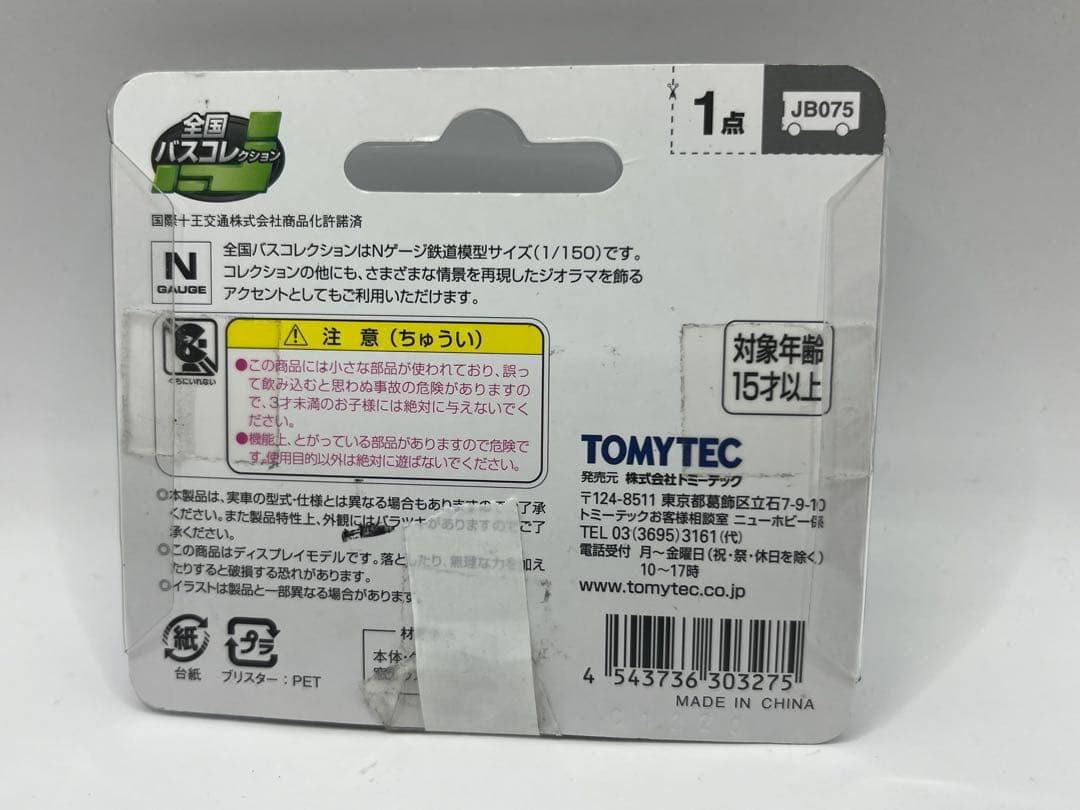 1点
JB075
全国
バスコレクション
国際十王交通株式会社商品化許諾済
N
GAUGE
全国バスコレクションはNゲージ鉄道模型サイズ(1/150)です。
コレクションの他にも、さまざまな情景を再現したジオラマを飾る
アクセントとしてもご利用いただけます。
くちにいれない
注 意(ちゅうい)
●この商品には小さな部品が使われており、誤っ
て飲み込むと思わぬ事故の危険がありますの
で、3才未満のお子様には絶対に与えないでく
ださい。
●機能上、とがっている部品がありますので危険で
す。使用目的以外は絶対に遊ばないでください。
対象年齢
15才以上
◎本製品は、実車の型式・仕様とは異なる場合もありますのでご了承
ください。また製品特性上、外観にはバラツキがありますのでご了
承ください。
◎この商品はディスプレイモデルです。落としたり、無理な力を加え
たりすると破損する恐れがあります。
◎イラストは製品と一部異なる場合があります
TOMYTEC
発売元 株式会社トミーテック
〒124-8511 東京都葛飾区立石7-9-10
トミーテックお客様相談室 ニューホビー係
TEL 03(3695)3161(代)
電話受付 月〜金曜日(祝・祭・休日を除く)
10〜17時
www.tomytec.co.jp
紙
台紙
プラ
ブリスター:PET
材
本体・
窓
4 543736 303275
MADE IN CHINA